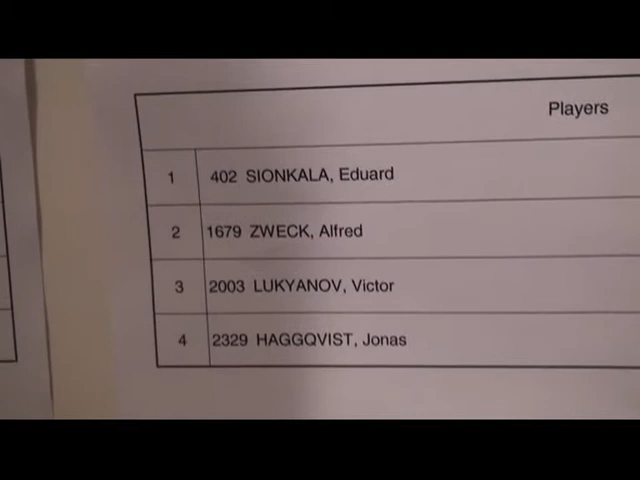 Players
1 402 SIONKALA, Eduard
2 1679 ZWECK, Alfred
3 2003 LUKYANOV, Victor
4 2329 HAGGQVIST, Jonas